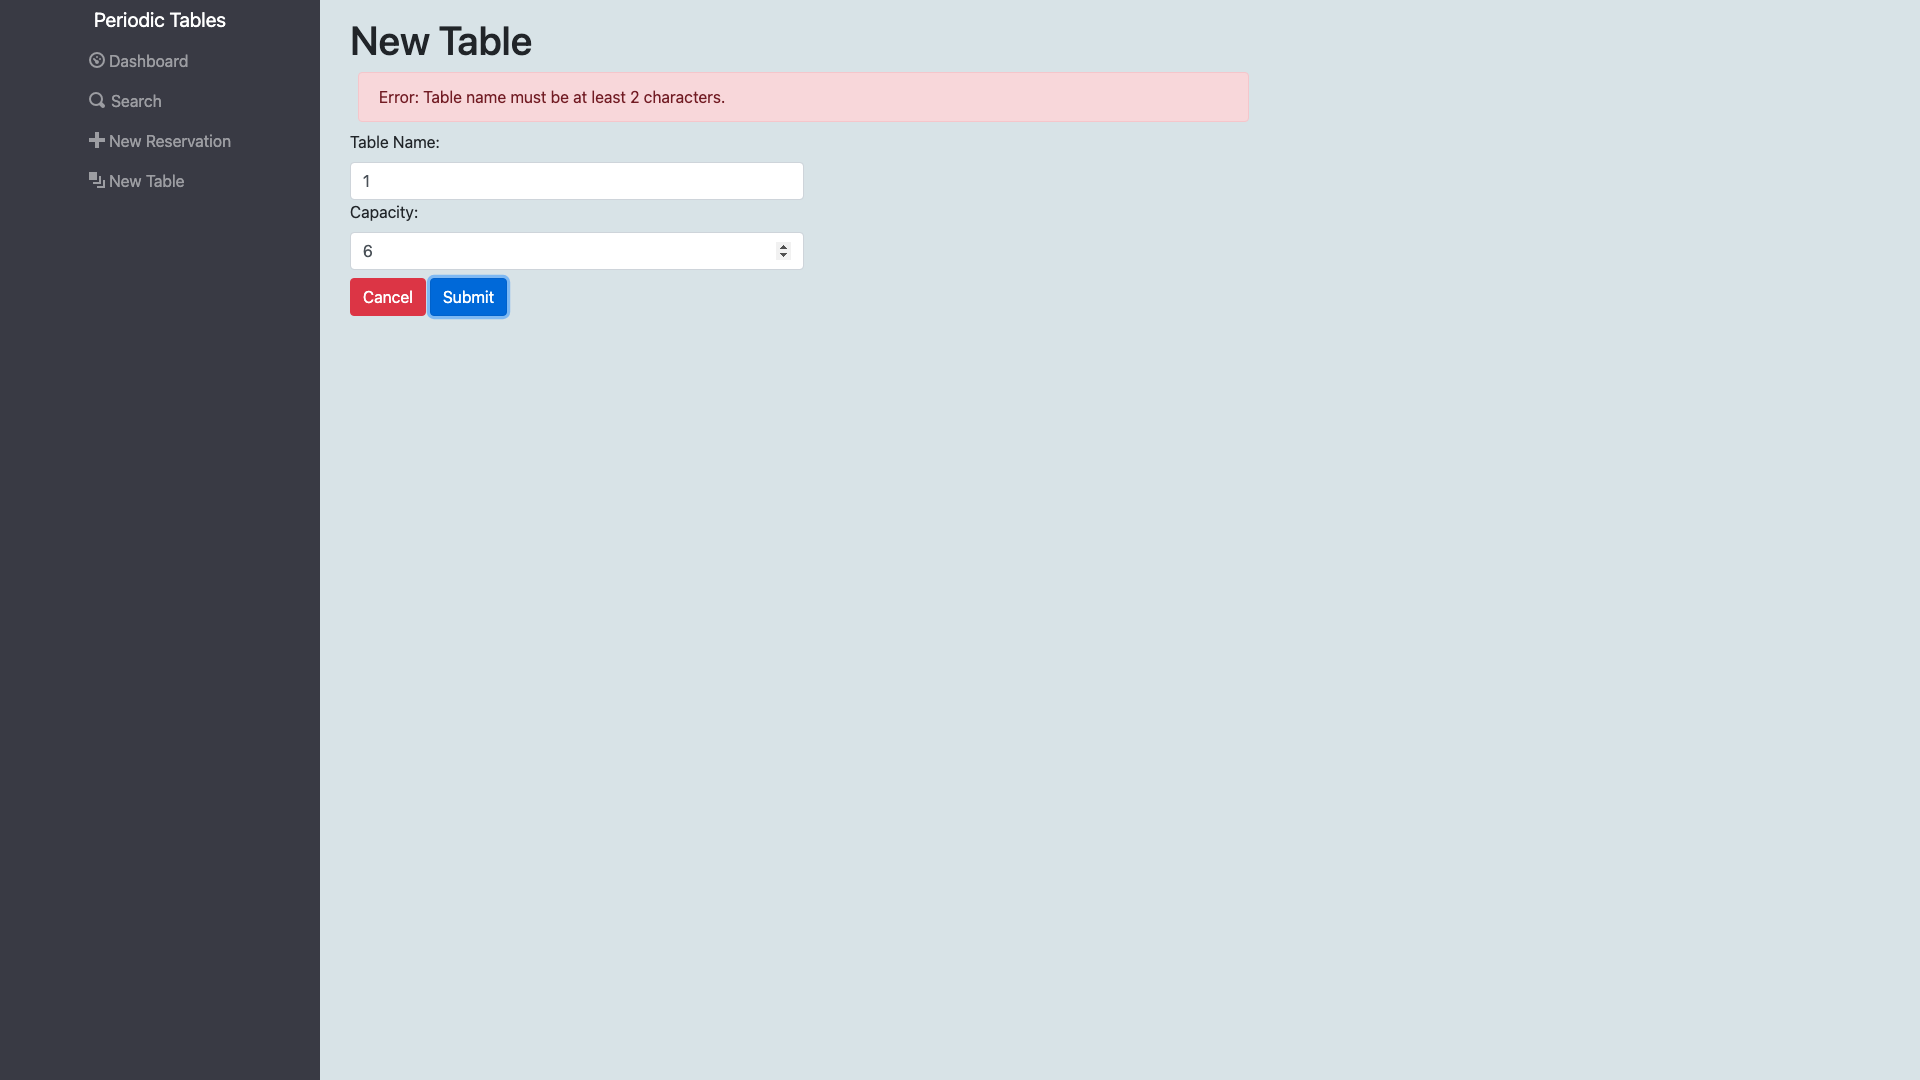 Periodic Tables
Dashboard
Search
New Reservation
New Table
New Table
Error: Table name must be at least 2 characters.
Table Name:
1
Capacity:
6
Cancel Submit